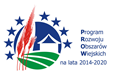 Program
Rozwoju
Obszarów
Wiejskich
na lata 2014-2020